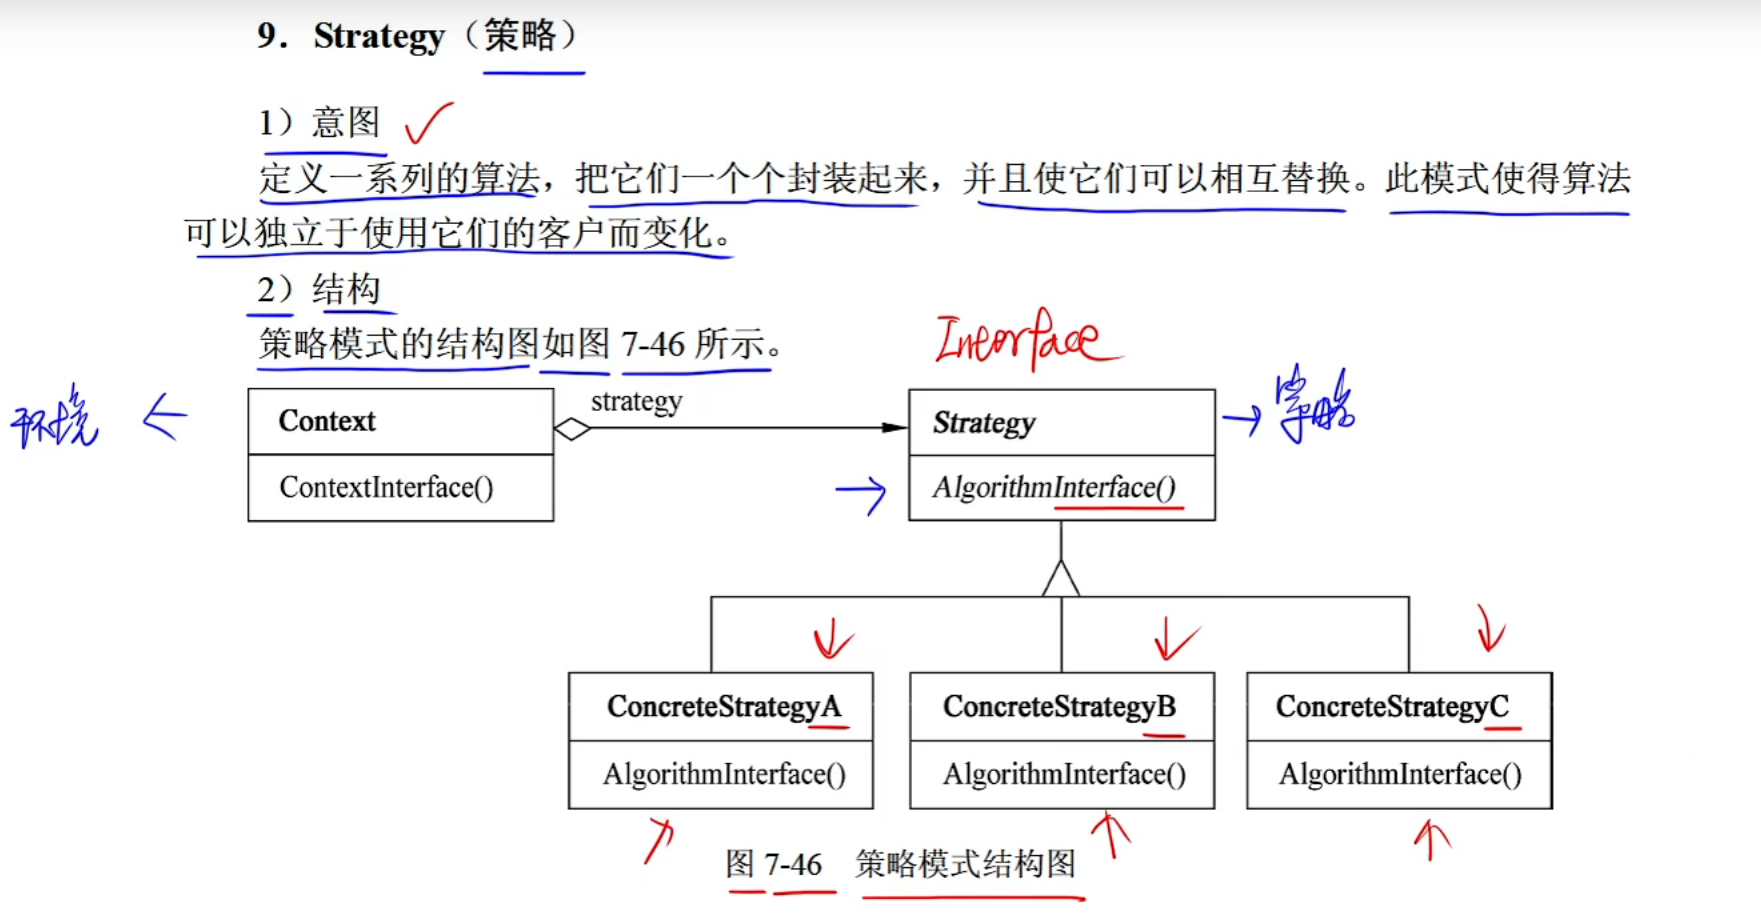 9．Strategy（策略）
1）意图
定义一系列的算法，把它们一个个封装起来，并且使它们可以相互替换。此模式使得算法
可以独立于使用它们的客户而变化。
2）结构
策略模式的结构图如图 7-46 所示。
Interface
环境
Context
strategy
Strategy
策略
ContextInterface()
AlgorithmInterface()
ConcreteStrategyA
ConcreteStrategyB
ConcreteStrategyC
AlgorithmInterface()
AlgorithmInterface()
AlgorithmInterface()
图 7-46 策略模式结构图